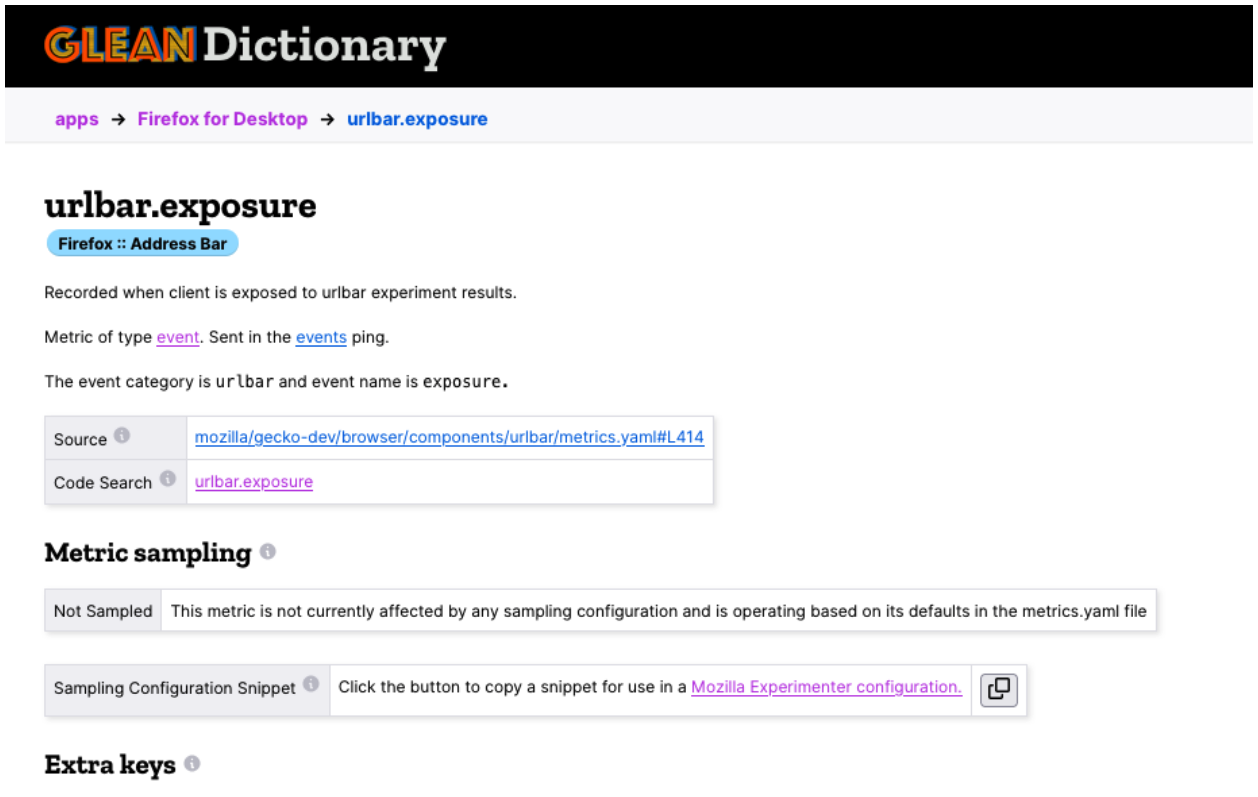 GLEAN Dictionary
apps → Firefox for Desktop → urlbar.exposure
urlbar.exposure
Firefox :: Address Bar
Recorded when client is exposed to urlbar experiment results.
Metric of type event. Sent in the events ping.
The event category is urlbar and event name is exposure.
Source mozilla/gecko-dev/browser/components/urlbar/metrics.yaml#L414
Code Search urlbar.exposure
Metric sampling
Not Sampled This metric is not currently affected by any sampling configuration and is operating based on its defaults in the metrics.yaml file
Sampling Configuration Snippet Click the button to copy a snippet for use in a Mozilla Experimenter configuration.
Extra keys